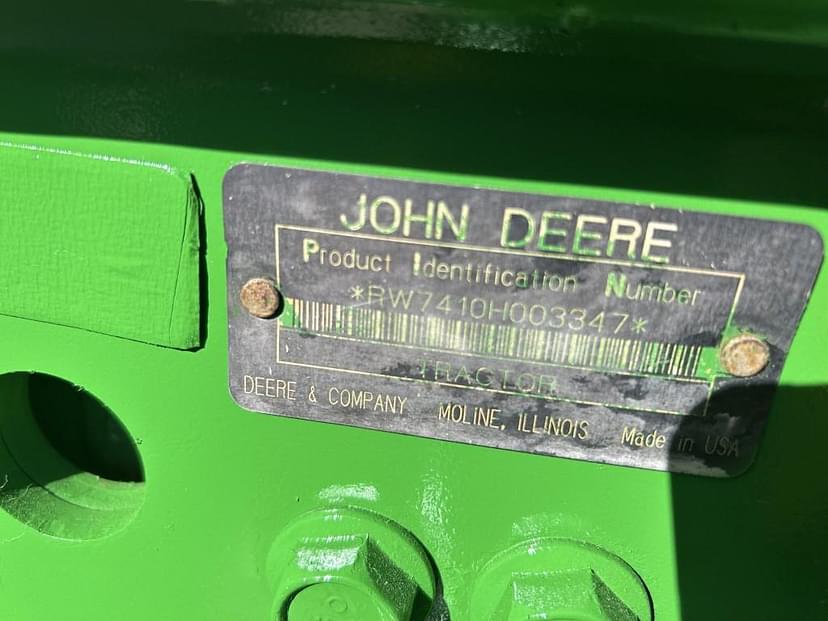 JOHN DEERE
Product Identification Number
*RW7410H003347*
TRACTOR
DEERE & COMPANY MOLINE, ILLINOIS Made in USA